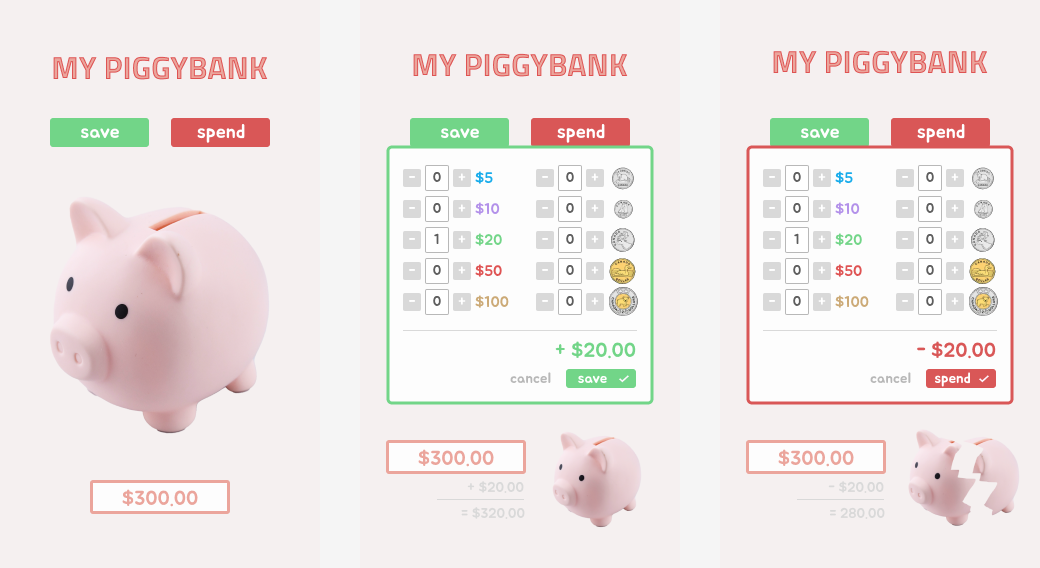 MY PIGGYBANK
save spend
$300.00
MY PIGGYBANK
save spend
- 0 + $5 - 0 +
- 0 + $10 - 0 +
- 1 + $20 - 0 +
- 0 + $50 - 0 +
- 0 + $100 - 0 +
+ $20.00
cancel save ✓
$300.00
+ $20.00
= $320.00
MY PIGGYBANK
save spend
- 0 + $5 - 0 +
- 0 + $10 - 0 +
- 1 + $20 - 0 +
- 0 + $50 - 0 +
- 0 + $100 - 0 +
- $20.00
cancel spend ✓
$300.00
- $20.00
= 280.00